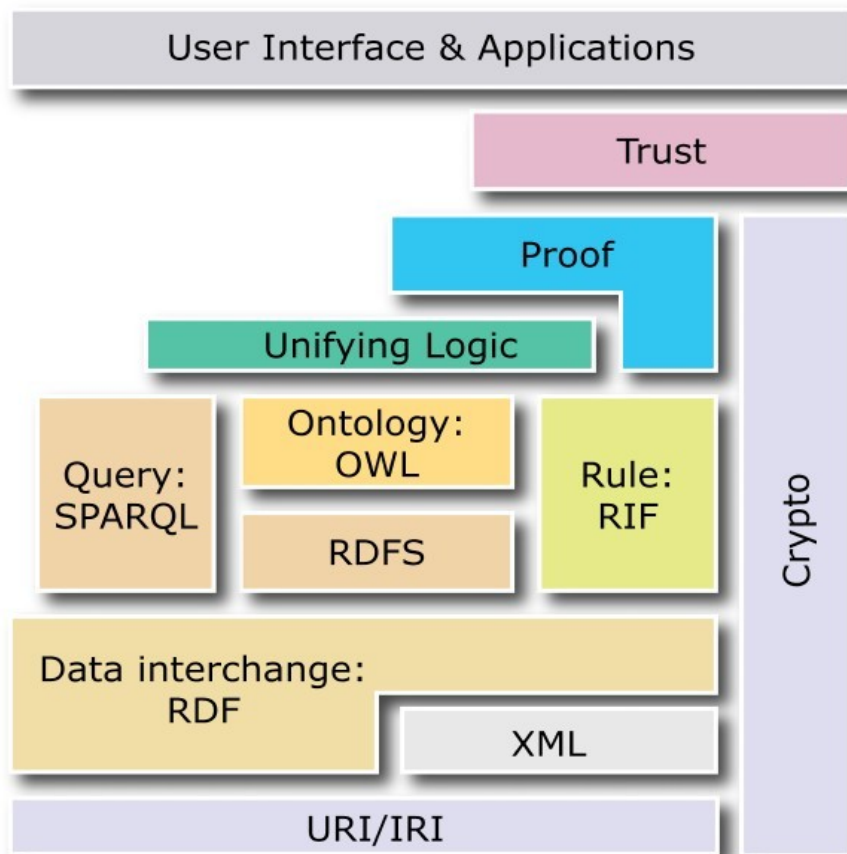 User Interface & Applications
Trust
Proof
Unifying Logic
Query:
SPARQL
Ontology:
OWL
RDFS
Rule:
RIF
Crypto
Data interchange:
RDF
XML
URI/IRI